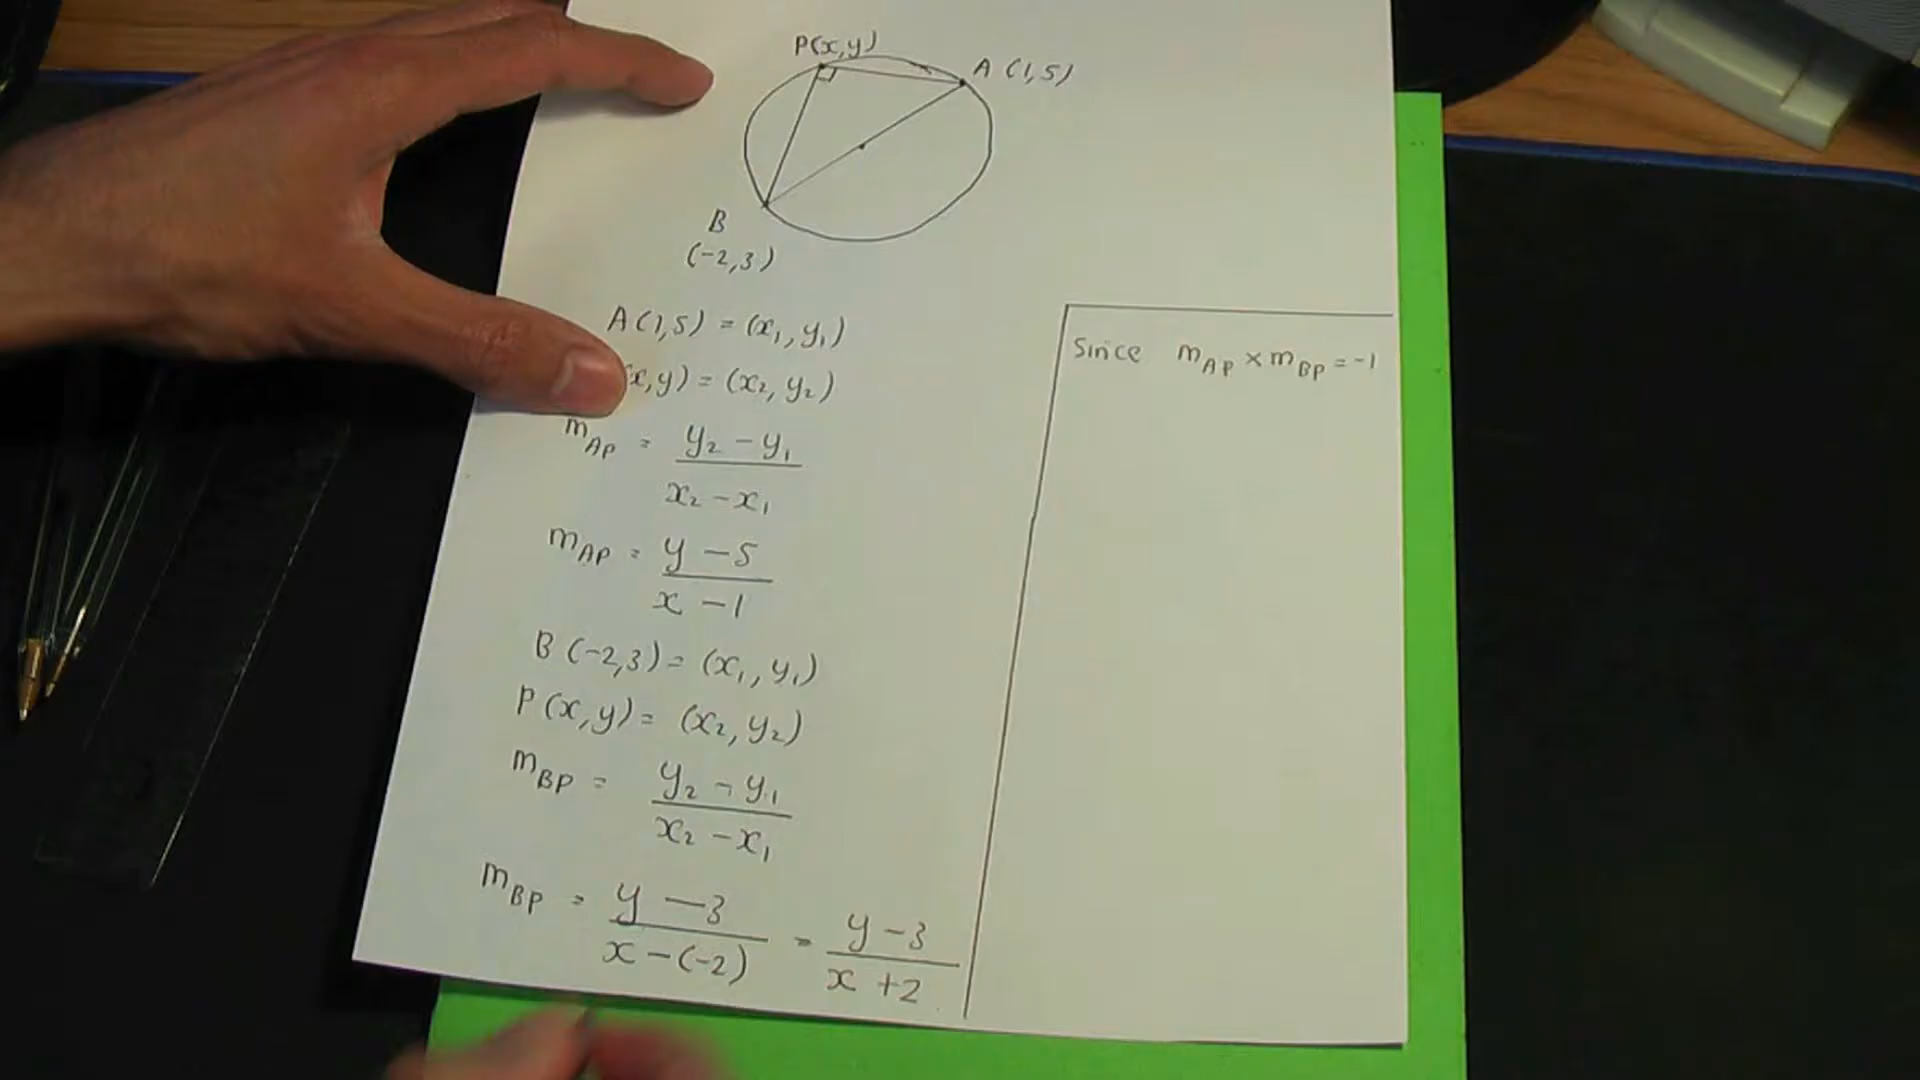 P(x,y)
A (1,5)
B
(-2,3)
A(1,5) = (x₁, y₁)
(x,y) = (x₂, y₂)
m_AP = (y₂ - y₁)/(x₂ - x₁)
m_AP = (y - 5)/(x - 1)
B (-2,3) = (x₁, y₁)
P (x,y) = (x₂, y₂)
m_BP = (y₂ - y₁)/(x₂ - x₁)
m_BP = (y - 3)/(x - (-2)) = (y - 3)/(x + 2)
Since m_AP × m_BP = -1